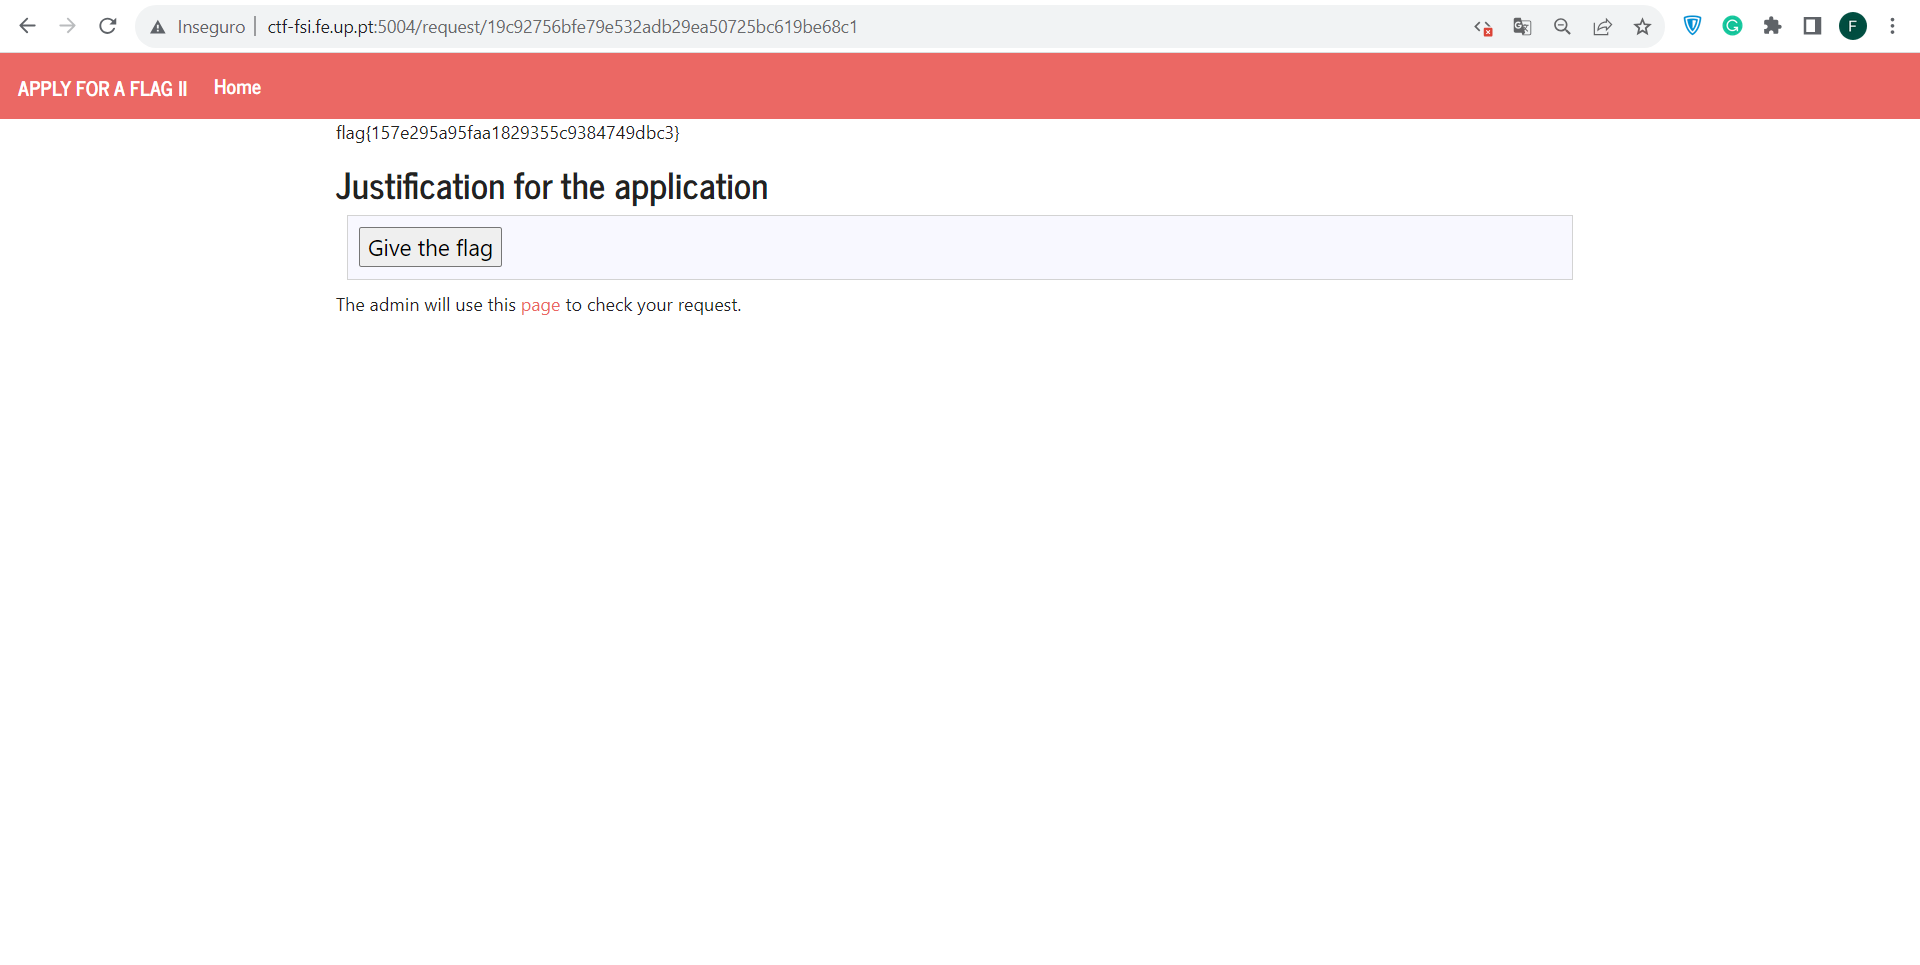 Inseguro ctf-fsi.fe.up.pt:5004/request/19c92756bfe79e532adb29ea50725bc619be68c1
F
APPLY FOR A FLAG II Home
flag{157e295a95faa1829355c9384749dbc3}
Justification for the application
Give the flag
The admin will use this page to check your request.